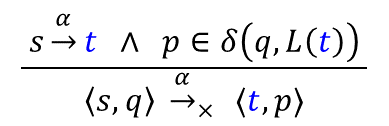 s →^α t ∧ p ∈ δ(q, L(t))
⟨s, q⟩ →^α_× ⟨t, p⟩